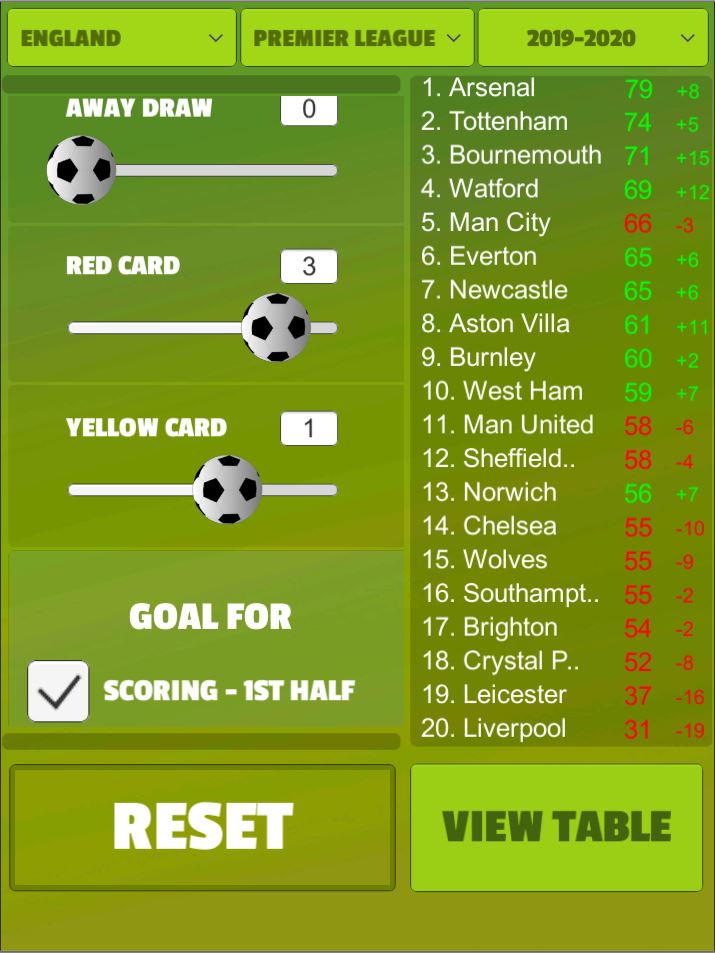 ENGLAND
PREMIER LEAGUE
2019-2020
AWAY DRAW 0
RED CARD 3
YELLOW CARD 1
GOAL FOR
SCORING - 1ST HALF
RESET
1. Arsenal 79 +8
2. Tottenham 74 +5
3. Bournemouth 71 +15
4. Watford 69 +12
5. Man City 66 -3
6. Everton 65 +6
7. Newcastle 65 +6
8. Aston Villa 61 +11
9. Burnley 60 +2
10. West Ham 59 +7
11. Man United 58 -6
12. Sheffield.. 58 -4
13. Norwich 56 +7
14. Chelsea 55 -10
15. Wolves 55 -9
16. Southampt.. 55 -2
17. Brighton 54 -2
18. Crystal P.. 52 -8
19. Leicester 37 -16
20. Liverpool 31 -19
VIEW TABLE